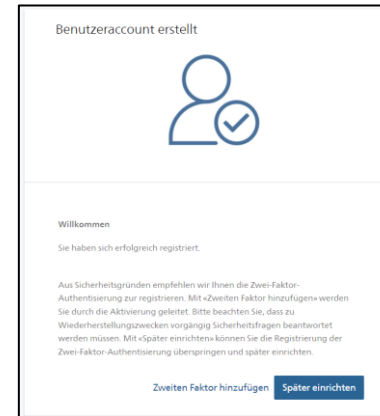 Benutzeraccount erstellt
Willkommen
Sie haben sich erfolgreich registriert.
Aus Sicherheitsgründen empfehlen wir Ihnen die Zwei-Faktor-
Authentisierung zur registrieren. Mit «Zweiten Faktor hinzufügen» werden
Sie durch die Aktivierung geleitet. Bitte beachten Sie, dass zu
Wiederherstellungszwecken vorgängig Sicherheitsfragen beantwortet
werden müssen. Mit «Später einrichten» können Sie die Registrierung der
Zwei-Faktor-Authentisierung überspringen und später einrichten.
Zweiten Faktor hinzufügen Später einrichten